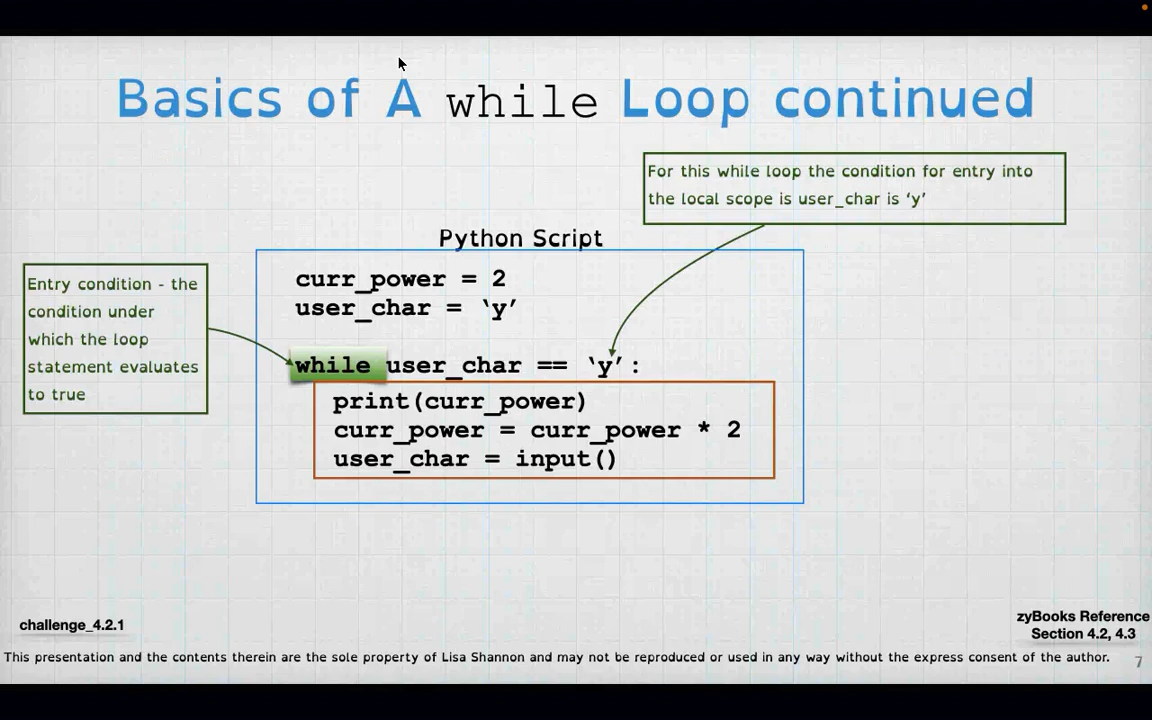 Basics of A while Loop continued
For this while loop the condition for entry into
the local scope is user_char is ‘y’
Python Script
Entry condition - the
condition under
which the loop
statement evaluates
to true
curr_power = 2
user_char = ‘y’
while user_char == ‘y’:
print(curr_power)
curr_power = curr_power * 2
user_char = input()
challenge_4.2.1
zyBooks Reference
Section 4.2, 4.3
This presentation and the contents therein are the sole property of Lisa Shannon and may not be reproduced or used in any way without the express consent of the author.
7